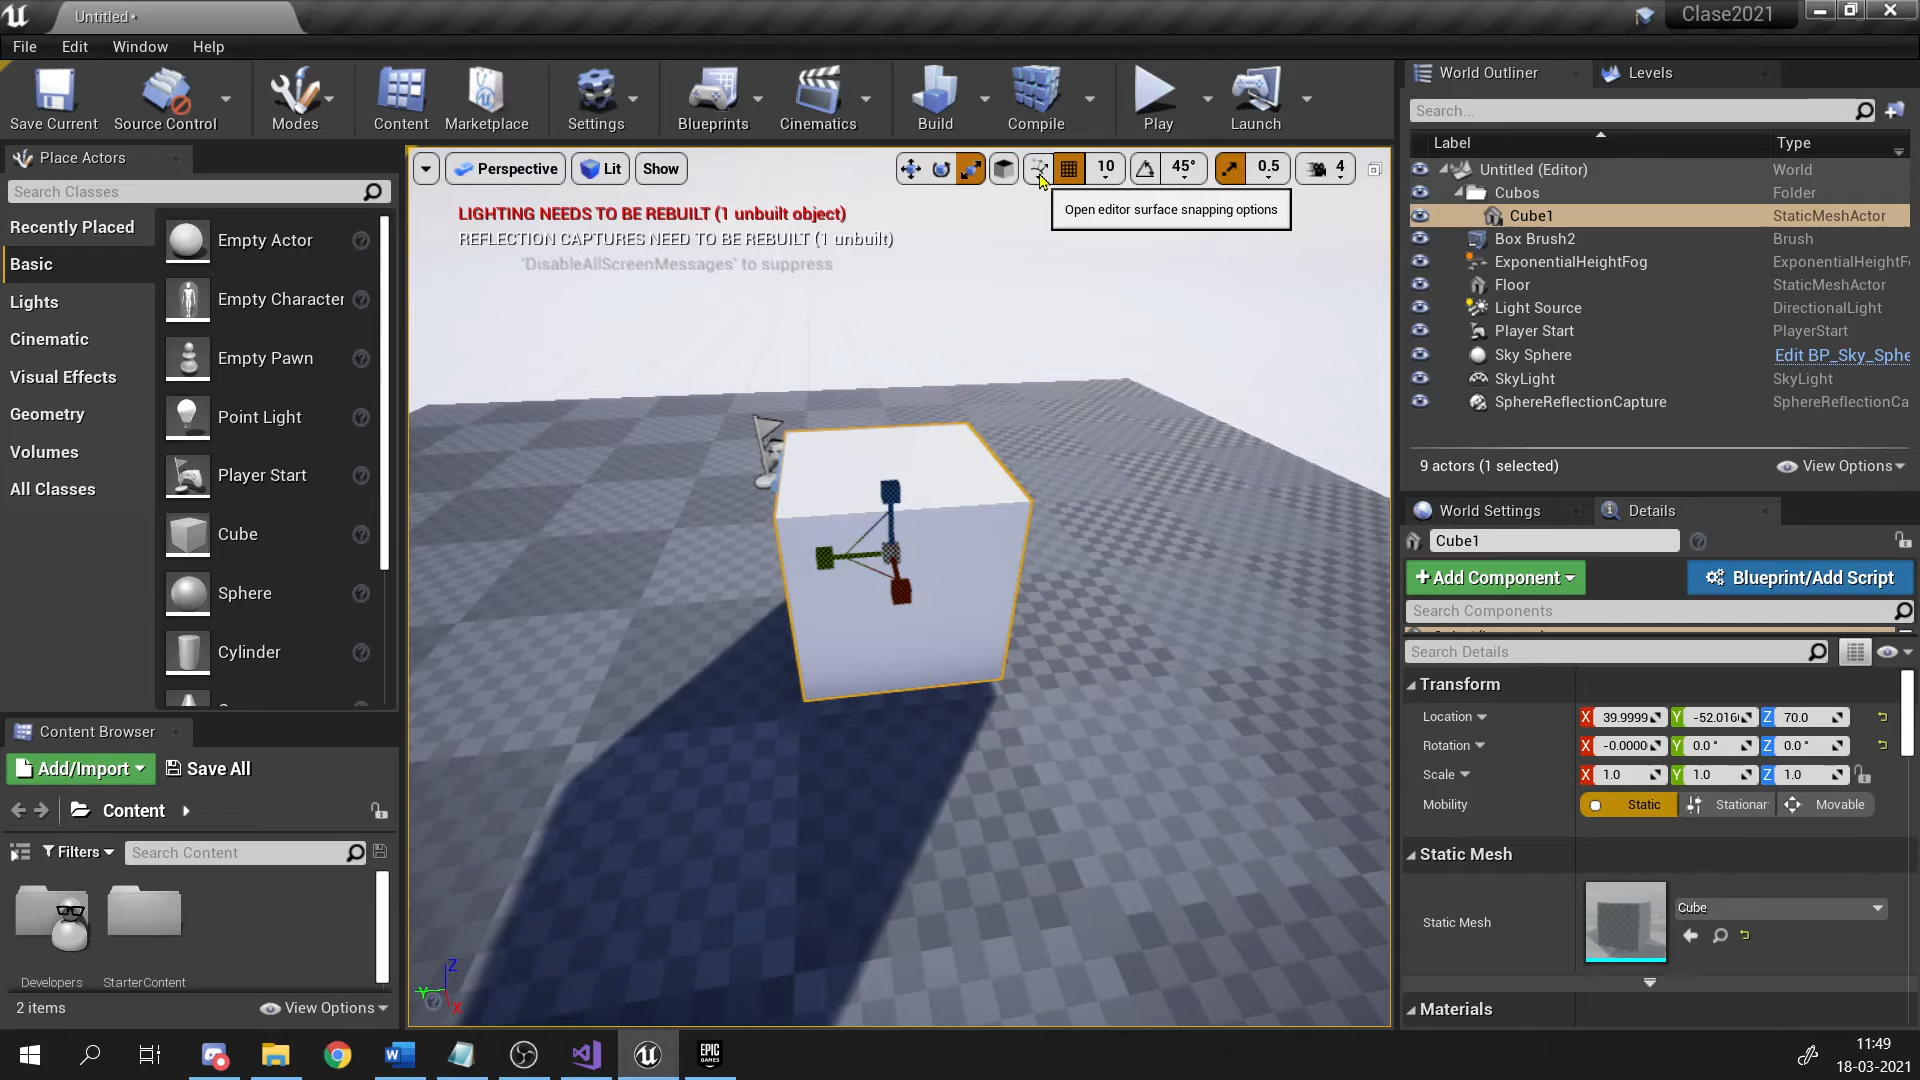 Untitled*
Clase2021
File Edit Window Help
Save Current
Source Control
Modes
Content
Marketplace
Settings
Blueprints
Cinematics
Build
Compile
Play
Launch
Place Actors
Search Classes
Recently Placed
Basic
Lights
Cinematic
Visual Effects
Geometry
Volumes
All Classes
Empty Actor
Empty Character
Empty Pawn
Point Light
Player Start
Cube
Sphere
Cylinder
Perspective
Lit
Show
10
45°
0.5
4
Open editor surface snapping options
LIGHTING NEEDS TO BE REBUILT (1 unbuilt object)
REFLECTION CAPTURES NEED TO BE REBUILT (1 unbuilt)
'DisableAllScreenMessages' to suppress
Z
Y
X
World Outliner
Levels
Search...
Label Type
Untitled (Editor) World
Cubos Folder
Cube1 StaticMeshActor
Box Brush2 Brush
ExponentialHeightFog ExponentialHeightF
Floor StaticMeshActor
Light Source DirectionalLight
Player Start PlayerStart
Sky Sphere Edit BP_Sky_Sphe
SkyLight SkyLight
SphereReflectionCapture SphereReflectionCa
9 actors (1 selected)
View Options
World Settings
Details
Cube1
+Add Component
Blueprint/Add Script
Search Components
Search Details
Transform
Location X 39.9999 Y -52.016 Z 70.0
Rotation X -0.0000 Y 0.0° Z 0.0°
Scale X 1.0 Y 1.0 Z 1.0
Mobility Static Stationar Movable
Static Mesh
Static Mesh
Cube
Materials
Content Browser
Add/Import
Save All
Content
Filters
Search Content
Developers
StarterContent
2 items
View Options
EPIC
GAMES
11:49
18-03-2021